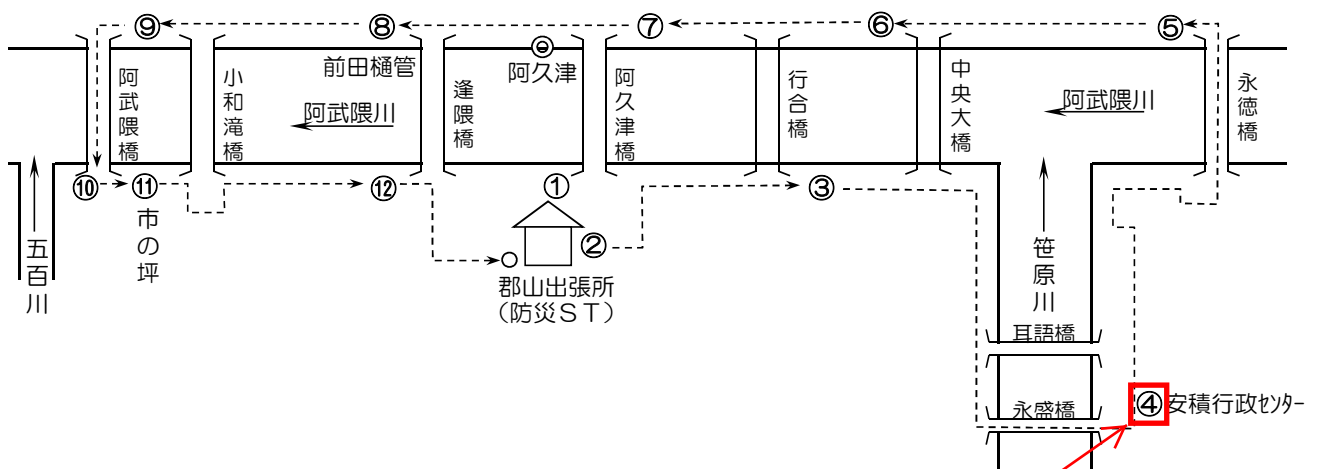 ⑨
⑧
⑦
⑥
⑤
前田樋管
阿久津
阿武隈橋
小和滝橋
阿武隈川
逢隈橋
阿久津橋
行合橋
中央大橋
阿武隈川
永徳橋
⑩
⑪
⑫
①
③
市の坪
②
五百川
郡山出張所
(防災ST)
笹原川
耳語橋
永盛橋
④安積行政センター